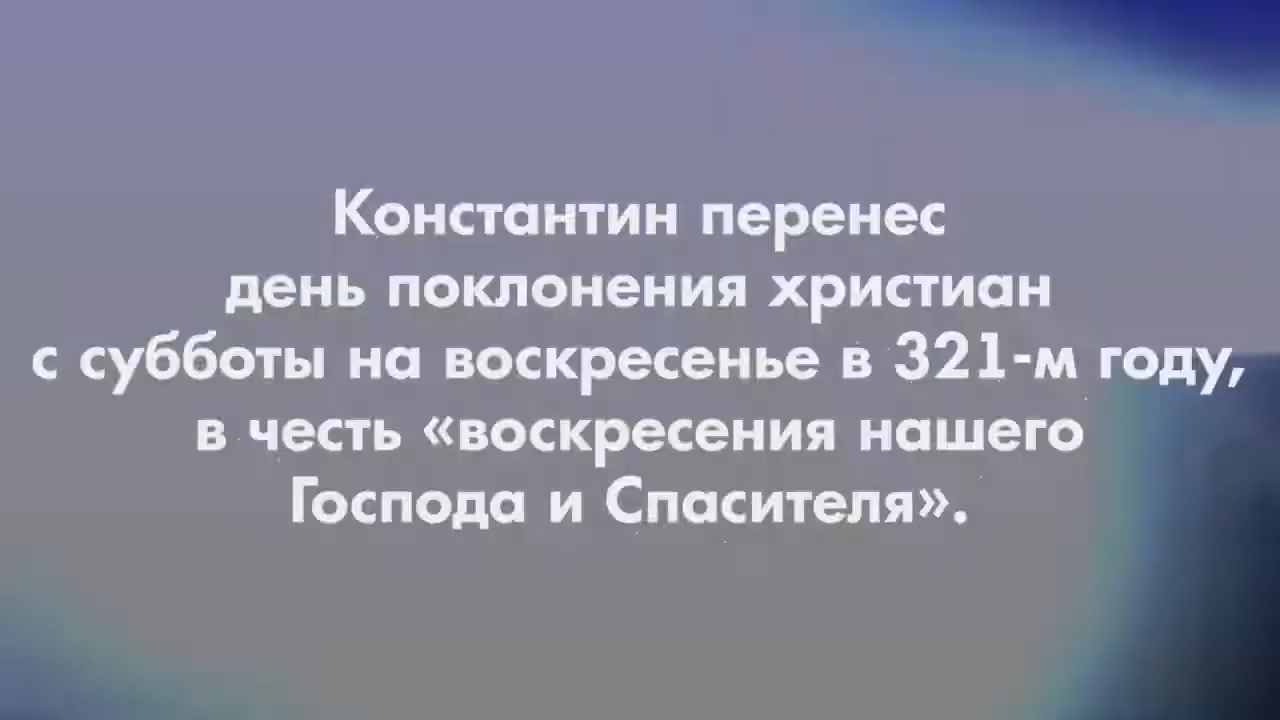 Константин перенес
день поклонения христиан
с субботы на воскресенье в 321-м году,
в честь «воскресения нашего
Господа и Спасителя».